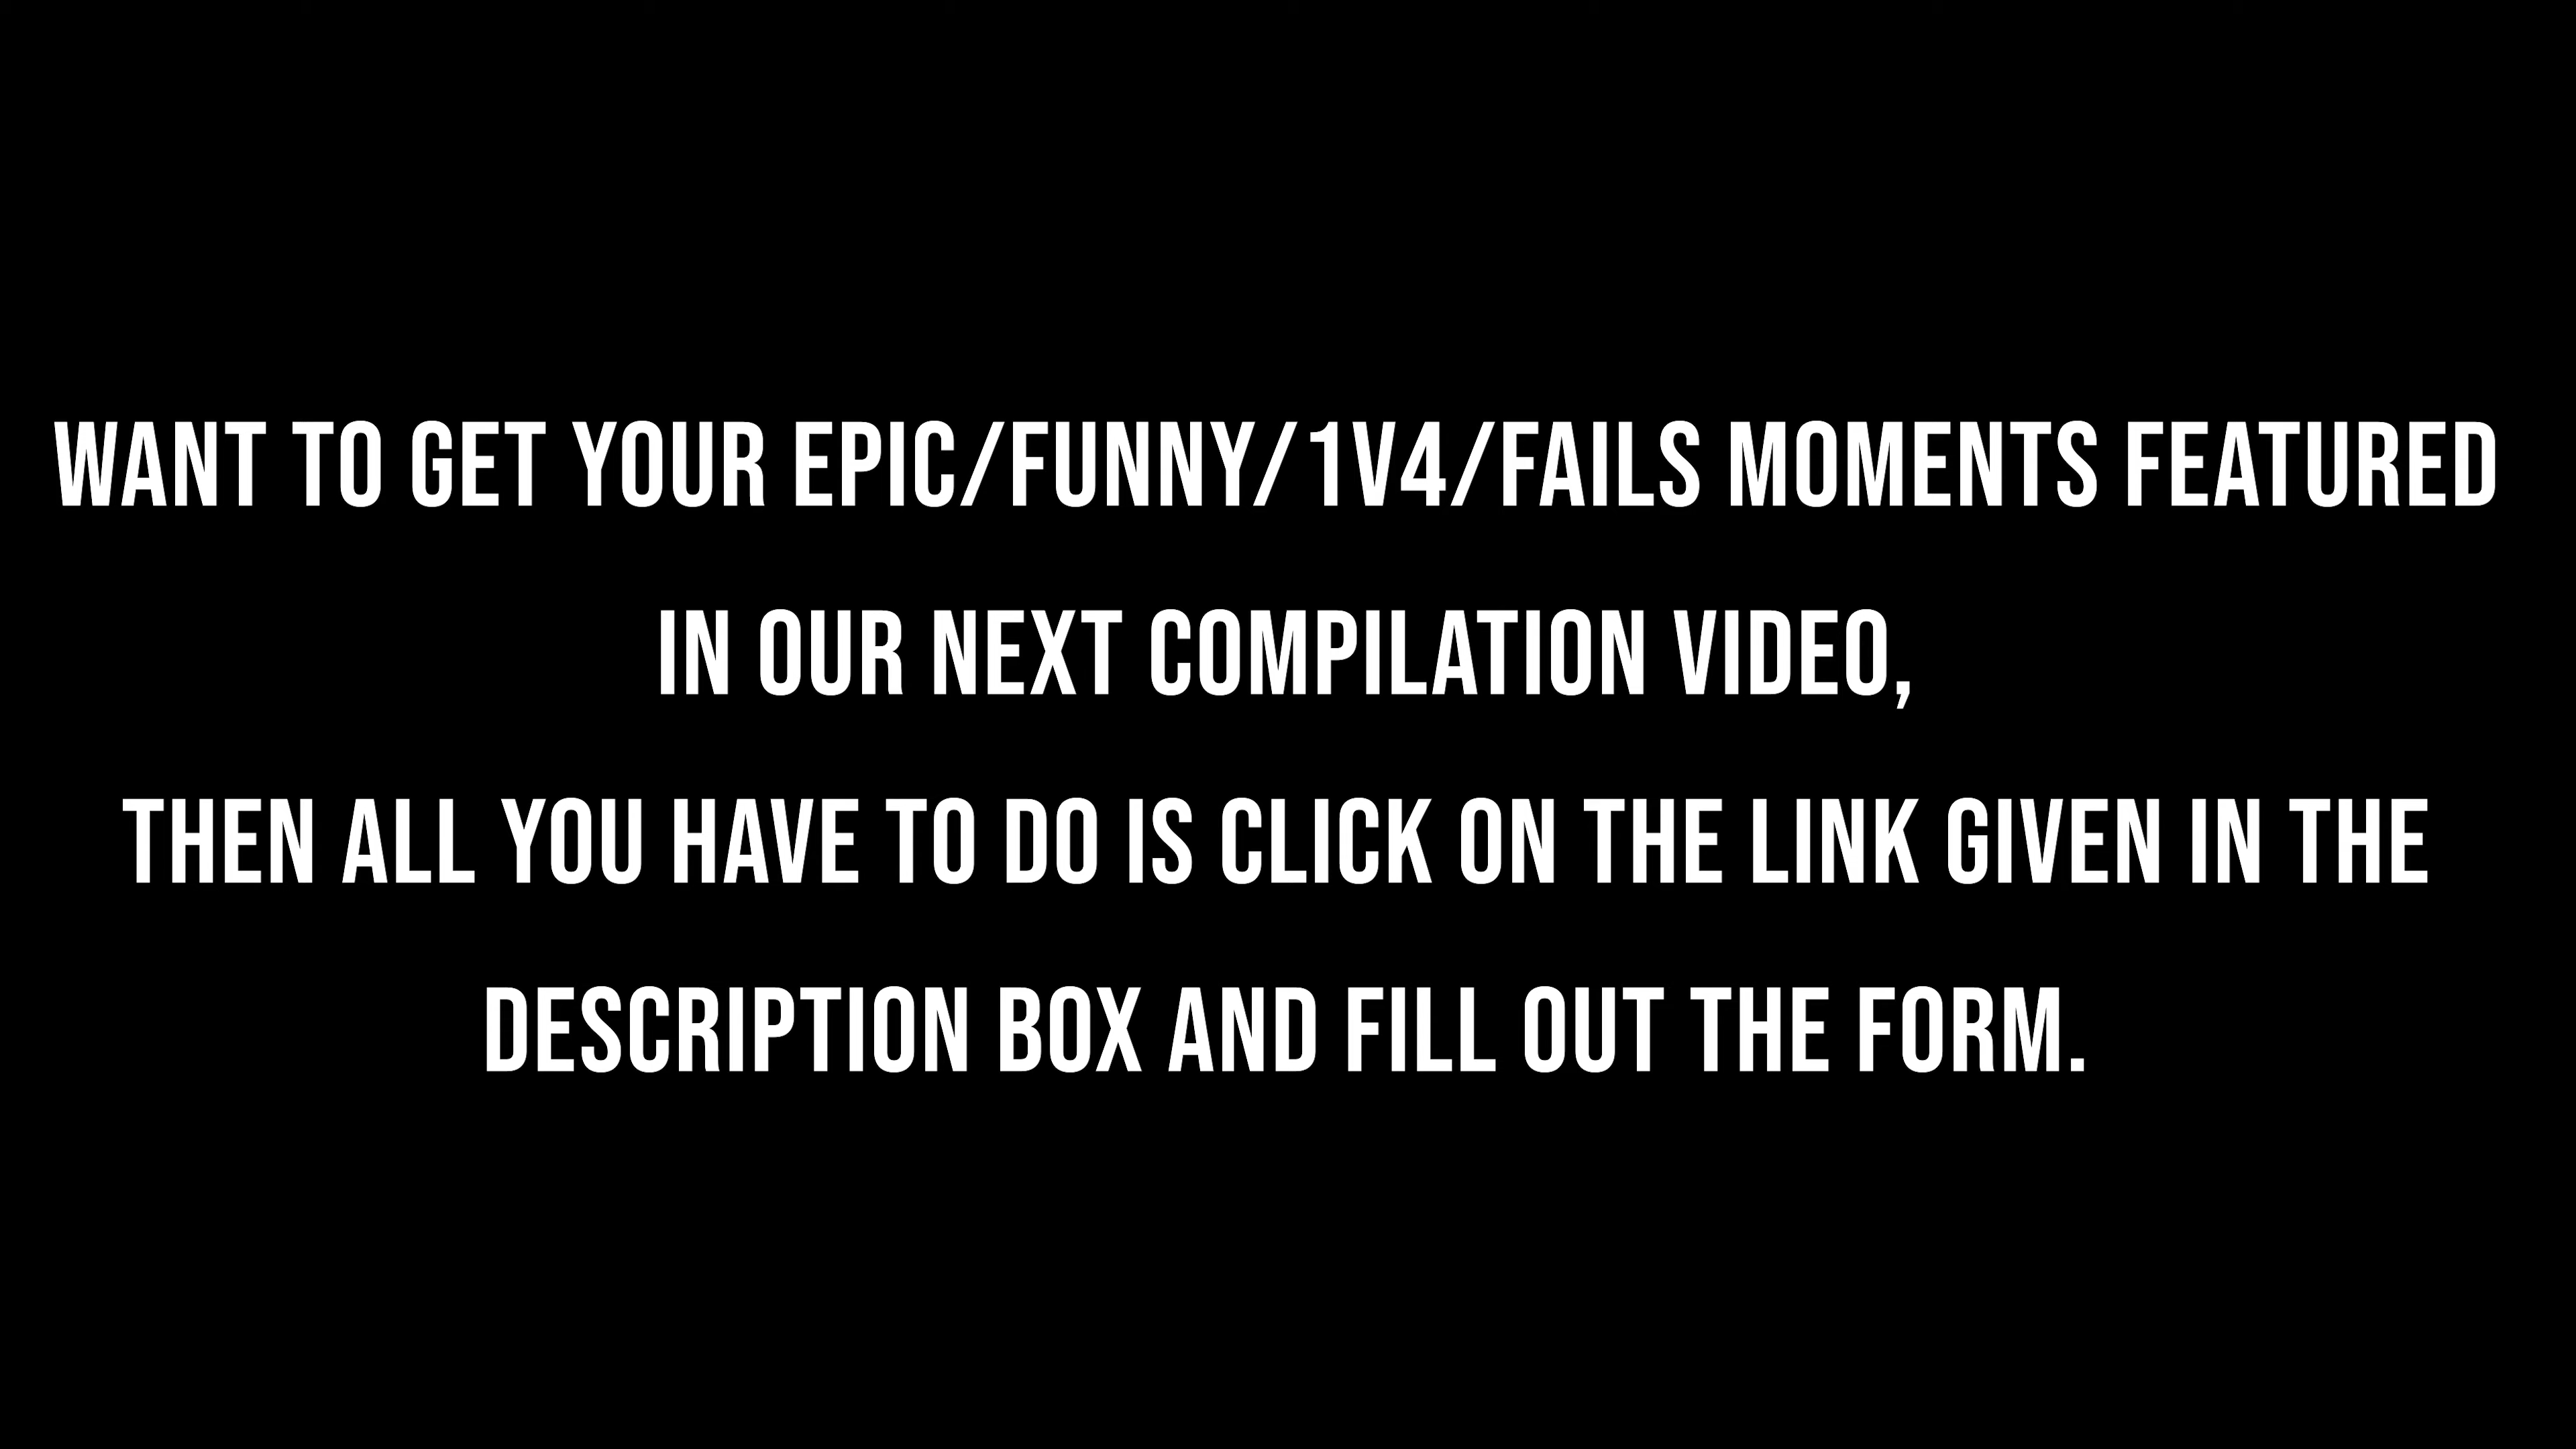 WANT TO GET YOUR EPIC/FUNNY/1V4/FAILS MOMENTS FEATURED
IN OUR NEXT COMPILATION VIDEO,
THEN ALL YOU HAVE TO DO IS CLICK ON THE LINK GIVEN IN THE
DESCRIPTION BOX AND FILL OUT THE FORM.